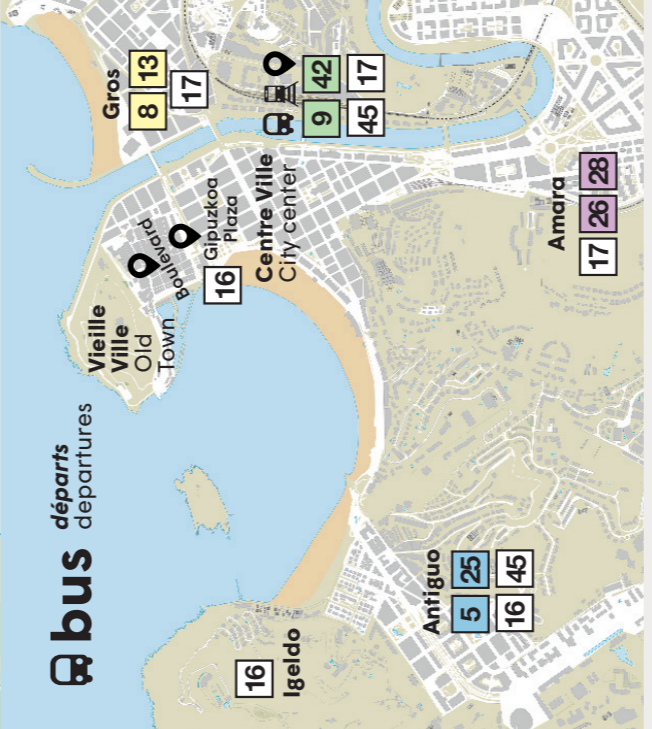 bus
départs
departures
Vieille
Ville
Old
Town
Boulevard
Gipuzkoa
Plaza
16
Centre Ville
City center
Gros
8 13
17
9 42
45 17
Amara
17 26 28
Antiguo
5 25
16 45
16
Igeldo